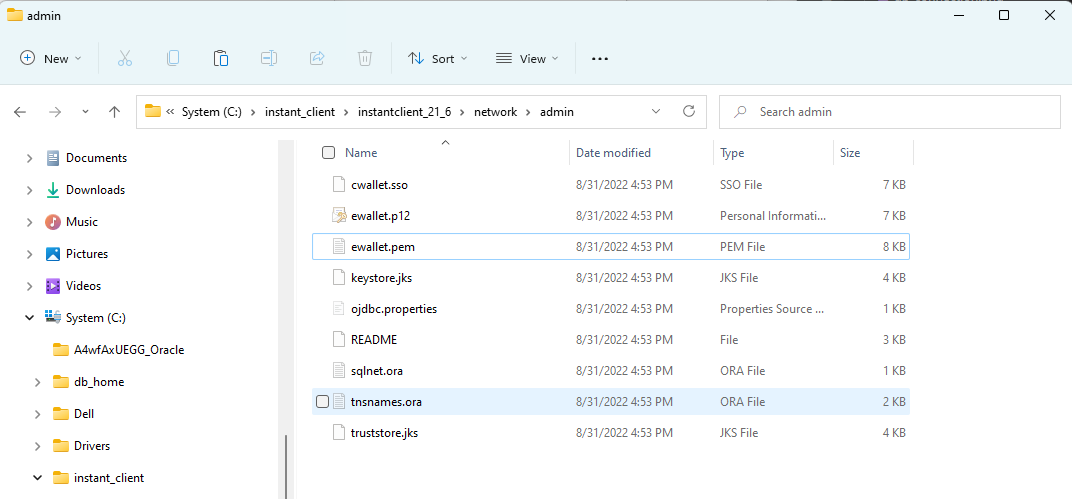 admin
New
Sort
View
« System (C:) > instant_client > instantclient_21_6 > network > admin
Search admin
Documents
Downloads
Music
Pictures
Videos
System (C:)
A4wfAxUEGG_Oracle
db_home
Dell
Drivers
instant_client
Name Date modified Type Size
cwallet.sso 8/31/2022 4:53 PM SSO File 7 KB
ewallet.p12 8/31/2022 4:53 PM Personal Informati... 7 KB
ewallet.pem 8/31/2022 4:53 PM PEM File 8 KB
keystore.jks 8/31/2022 4:53 PM JKS File 4 KB
ojdbc.properties 8/31/2022 4:53 PM Properties Source ... 1 KB
README 8/31/2022 4:53 PM File 3 KB
sqlnet.ora 8/31/2022 4:53 PM ORA File 1 KB
tnsnames.ora 8/31/2022 4:53 PM ORA File 2 KB
truststore.jks 8/31/2022 4:53 PM JKS File 4 KB